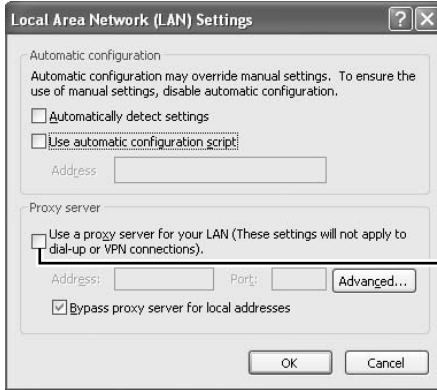 Local Area Network (LAN) Settings
Automatic configuration
Automatic configuration may override manual settings. To ensure the
use of manual settings, disable automatic configuration.
Automatically detect settings
Use automatic configuration script
Address
Proxy server
Use a proxy server for your LAN (These settings will not apply to
dial-up or VPN connections).
Address: Port: Advanced...
Bypass proxy server for local addresses
OK Cancel